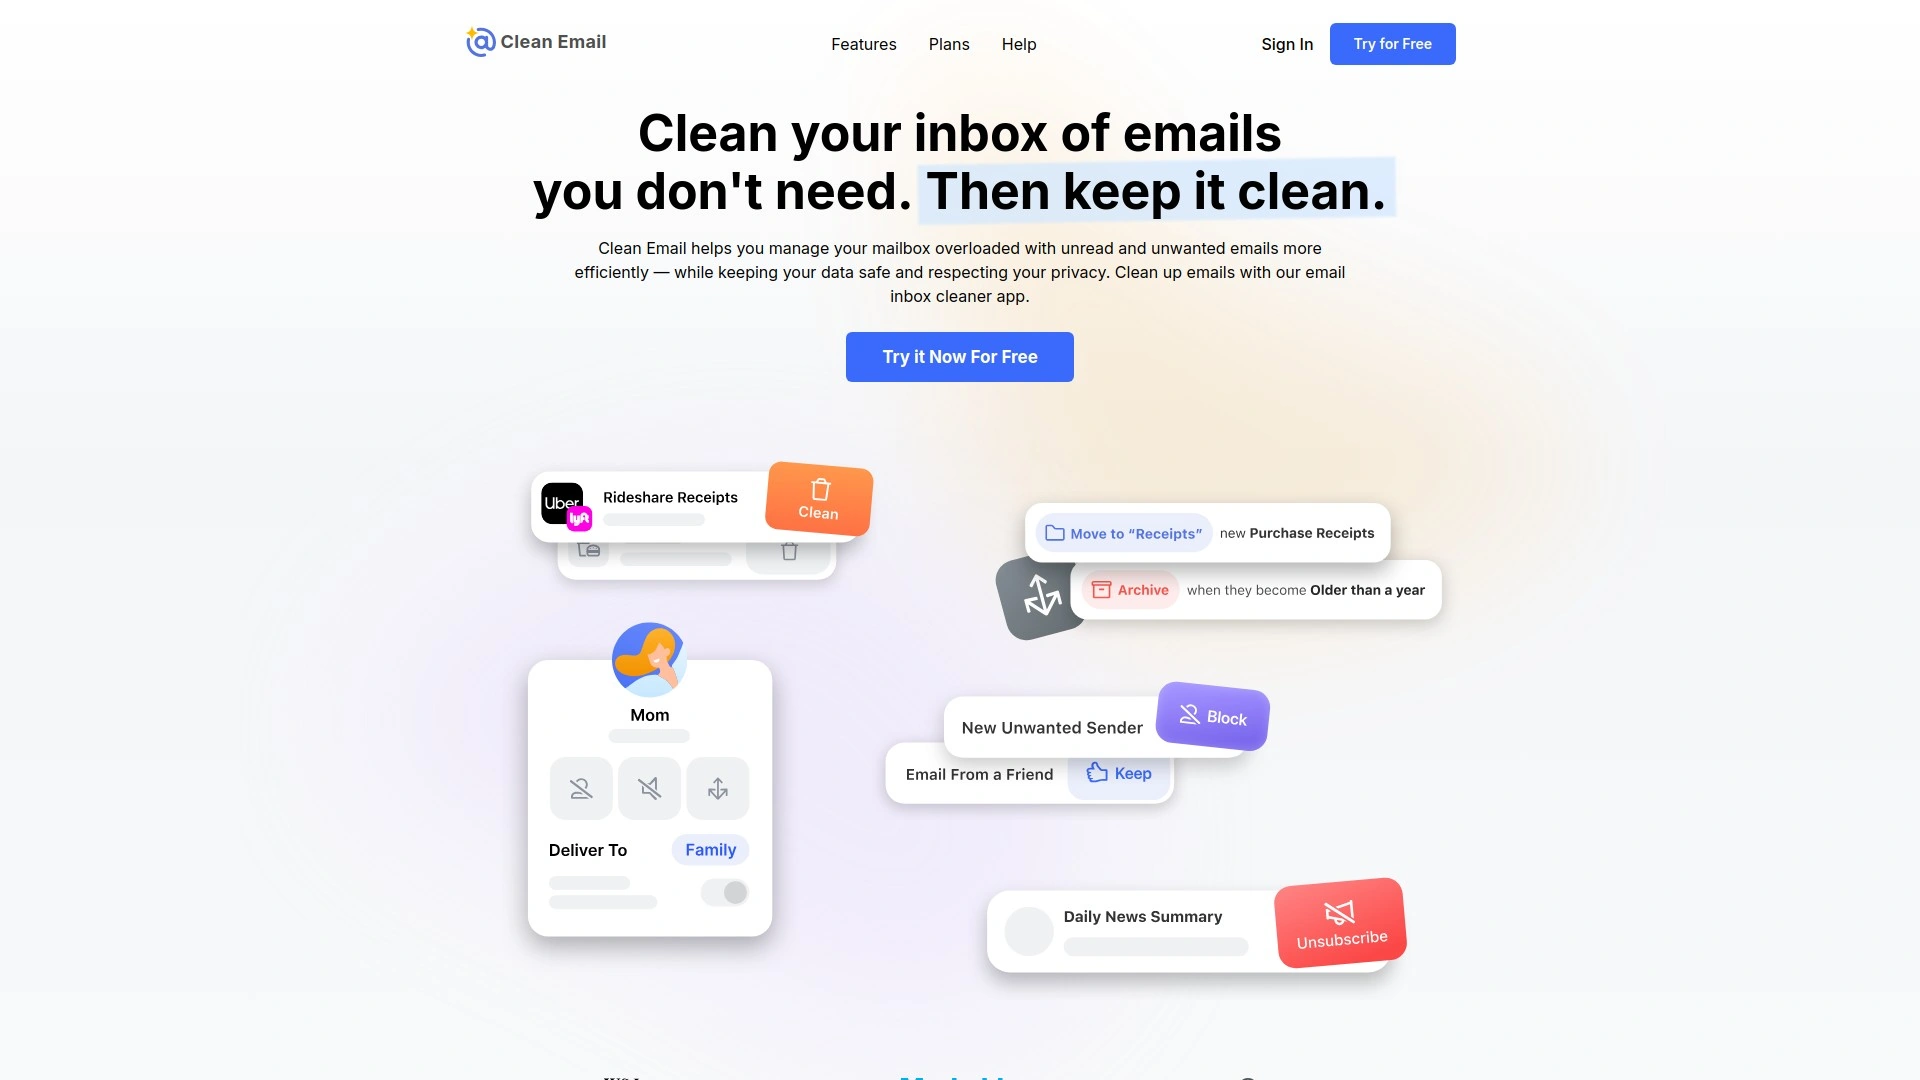 Clean Email
Features
Plans
Help
Sign In
Try for Free
Clean your inbox of emails
you don't need. Then keep it clean.
Clean Email helps you manage your mailbox overloaded with unread and unwanted emails more
efficiently — while keeping your data safe and respecting your privacy. Clean up emails with our email
inbox cleaner app.
Try it Now For Free
Uber
lyft
Rideshare Receipts
Clean
Move to “Receipts”
new Purchase Receipts
Archive
when they become Older than a year
Mom
Deliver To
Family
New Unwanted Sender
Block
Email From a Friend
Keep
Daily News Summary
Unsubscribe